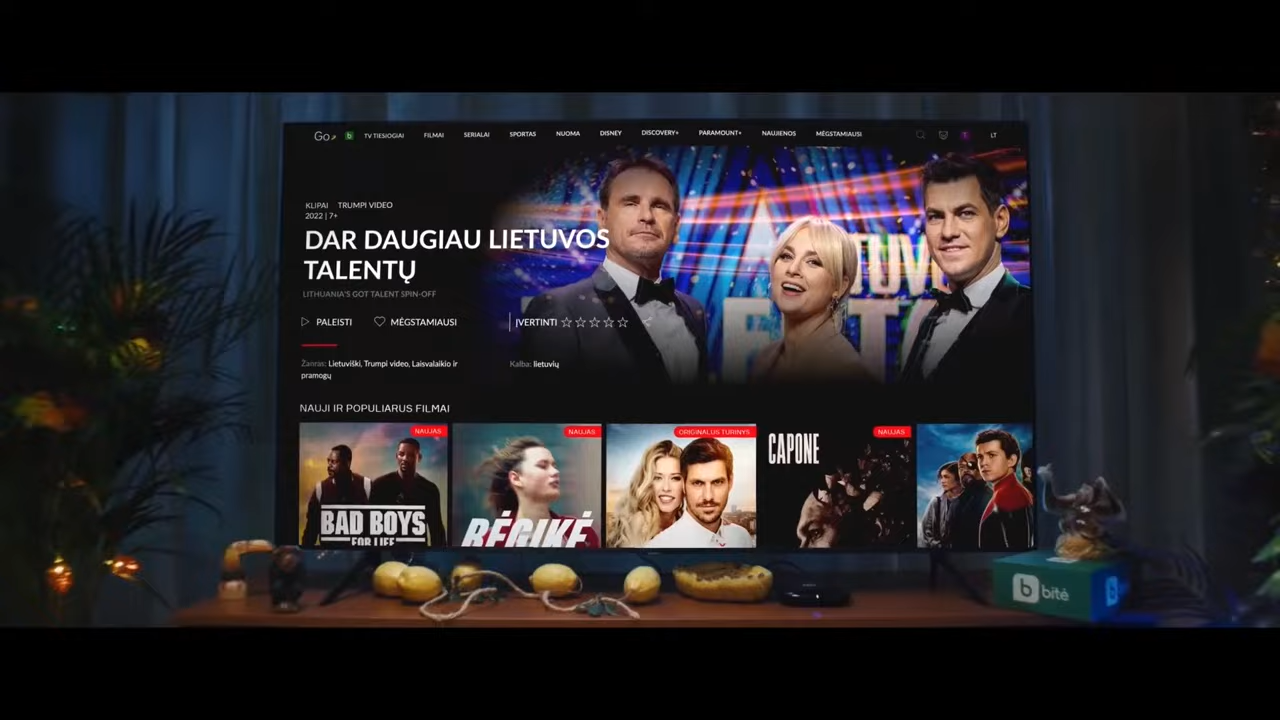 Go
b
TV TIESIOGIAI FILMAI SERIALAI SPORTAS NUOMA DISNEY DISCOVERY+ PARAMOUNT+ NAUJIENOS MĖGSTAMIAUSI LT
KLIPAI TRUMPI VIDEO
2022 | 7+
DAR DAUGIAU LIETUVOS
TALENTŲ
LITHUANIA'S GOT TALENT SPIN-OFF
PALEISTI MĖGSTAMIAUSI ĮVERTINTI
Žanras: Lietuviški, Trumpi video, Laisvalaikio ir
pramogų
Kalba: lietuvių
NAUJI IR POPULIARUS FILMAI
NAUJAS
NAUJAS
ORIGINALUS TURINYS
NAUJAS
BAD BOYS
FOR LIFE
BĖGIKĖ
CAPONE
b bitė
b